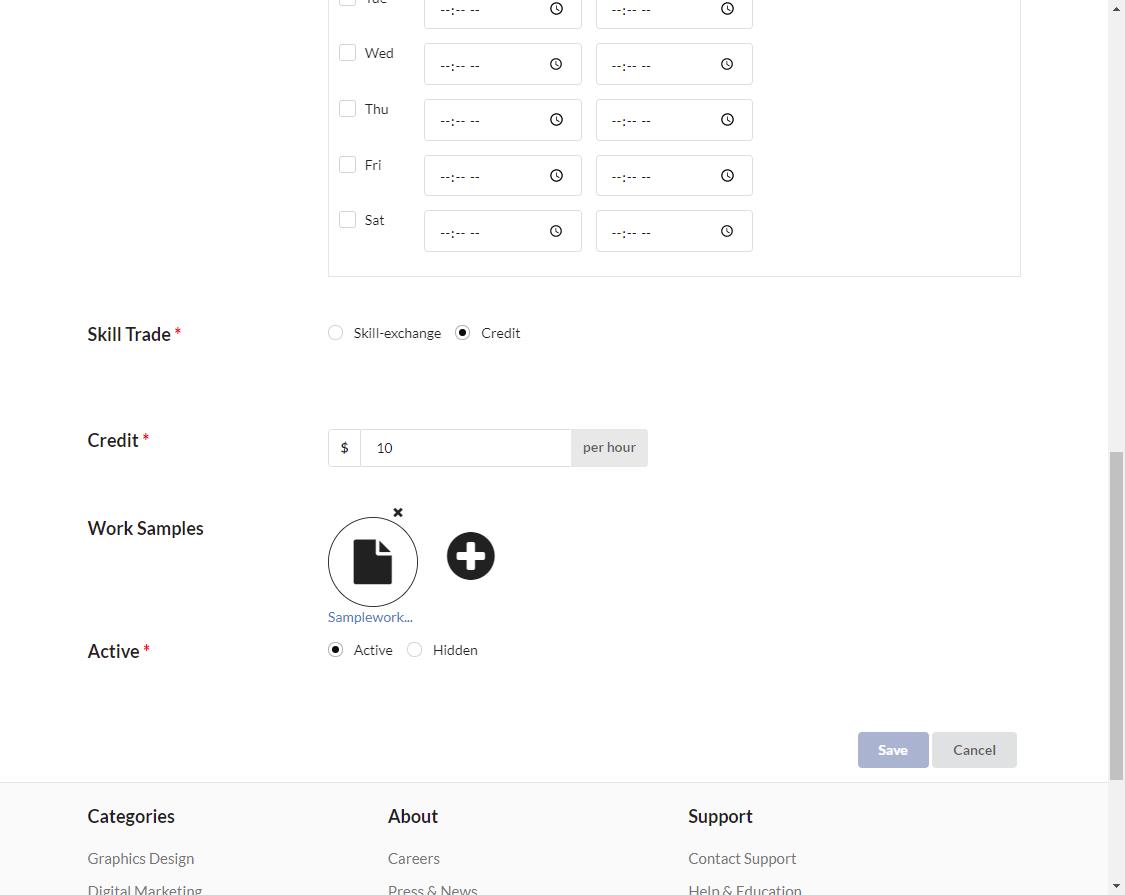 Tue --:-- -- --:-- --
Wed --:-- -- --:-- --
Thu --:-- -- --:-- --
Fri --:-- -- --:-- --
Sat --:-- -- --:-- --
Skill Trade * Skill-exchange Credit
Credit * $ 10 per hour
Work Samples
Samplework...
Active * Active Hidden
Save Cancel
Categories About Support
Graphics Design Careers Contact Support
Digital Marketing Press & News Help & Education